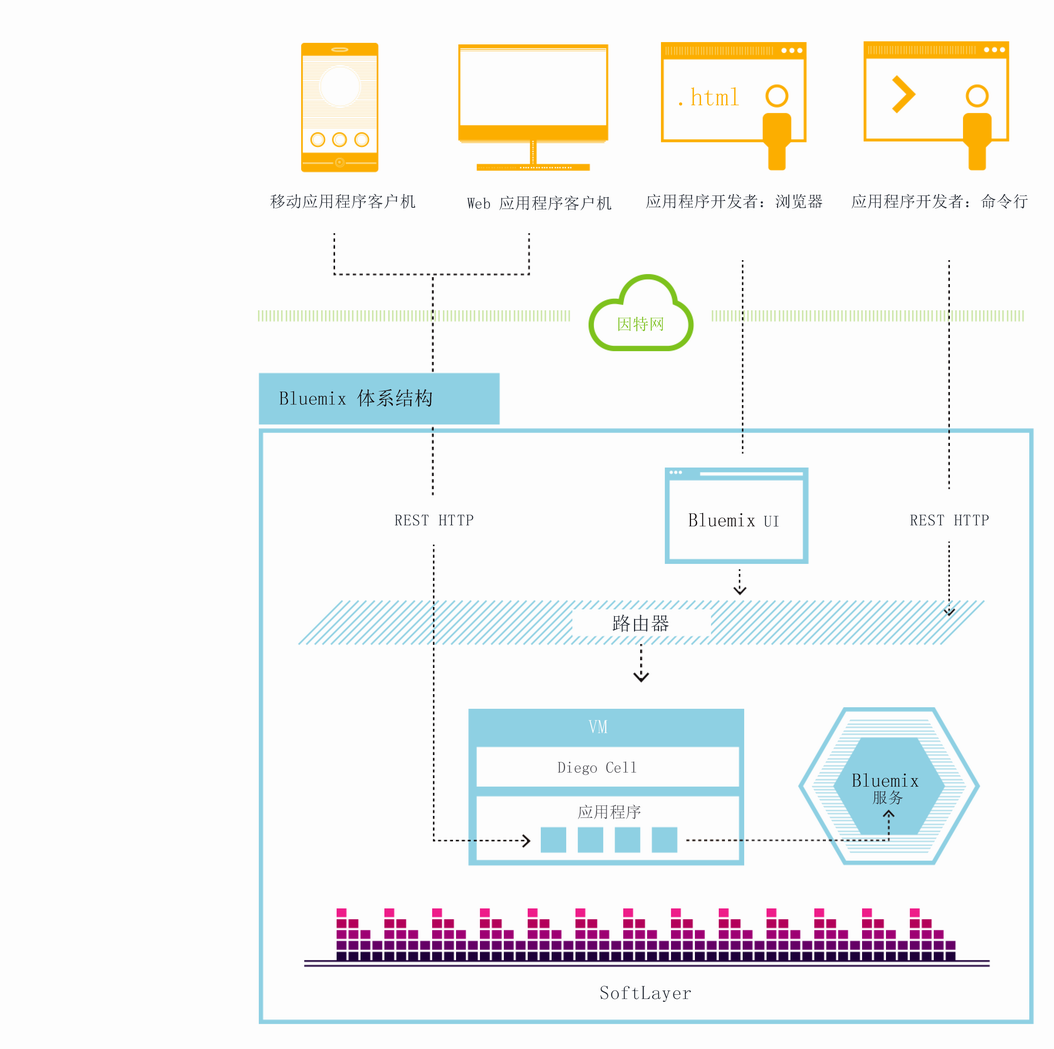 .html
移动应用程序客户机
Web 应用程序客户机
应用程序开发者：浏览器
应用程序开发者：命令行
因特网
Bluemix 体系结构
REST HTTP
Bluemix UI
REST HTTP
路由器
VM
Diego Cell
应用程序
Bluemix
服务
SoftLayer